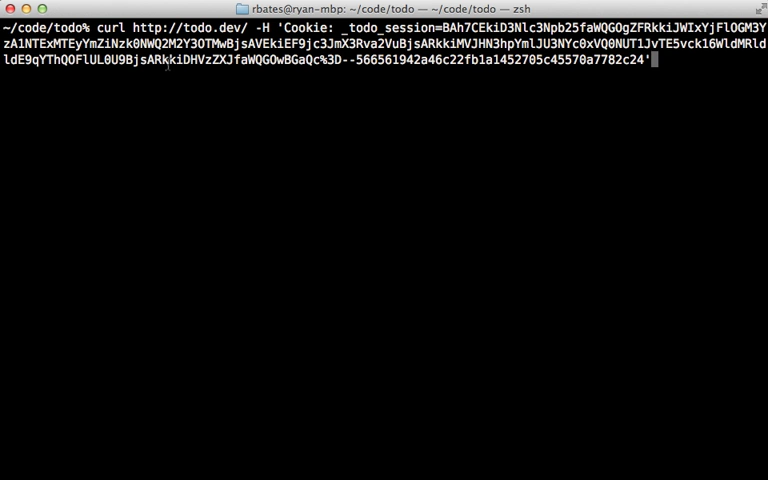 rbates@ryan-mbp: ~/code/todo — ~/code/todo — zsh
~/code/todo% curl http://todo.dev/ -H 'Cookie: _todo_session=BAh7CEkiD3Nlc3Npb25faWQGOgZFRkkiJWIxYjFlOGM3Y
zA1NTExMTEyYmZiNzk0NWQ2M2Y3OTMwBjsAVEkiEF9jc3JmX3Rva2VuBjsARkkiMVJHN3hpYmlJU3NYc0xVQ0NUT1JvTE5vck16WldMRld
ldE9qYThQOFlUL0U9BjsARkkiDHVzZXJfaWQGOwBGaQc%3D--566561942a46c22fb1a1452705c45570a7782c24'